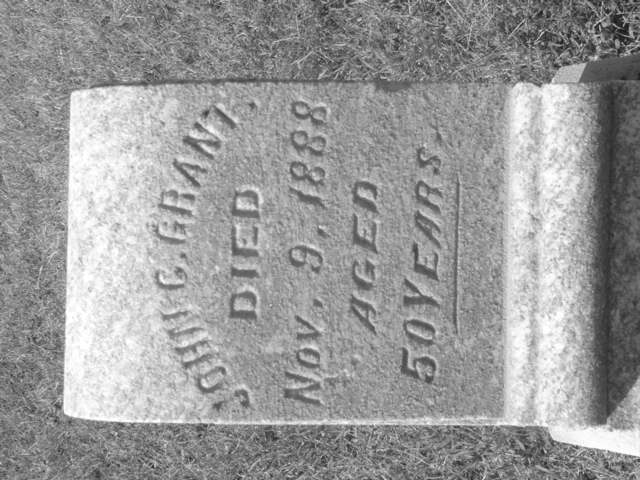 JOHN C. GRANT.
DIED
Nov. 9. 1888
AGED
50 YEARS.